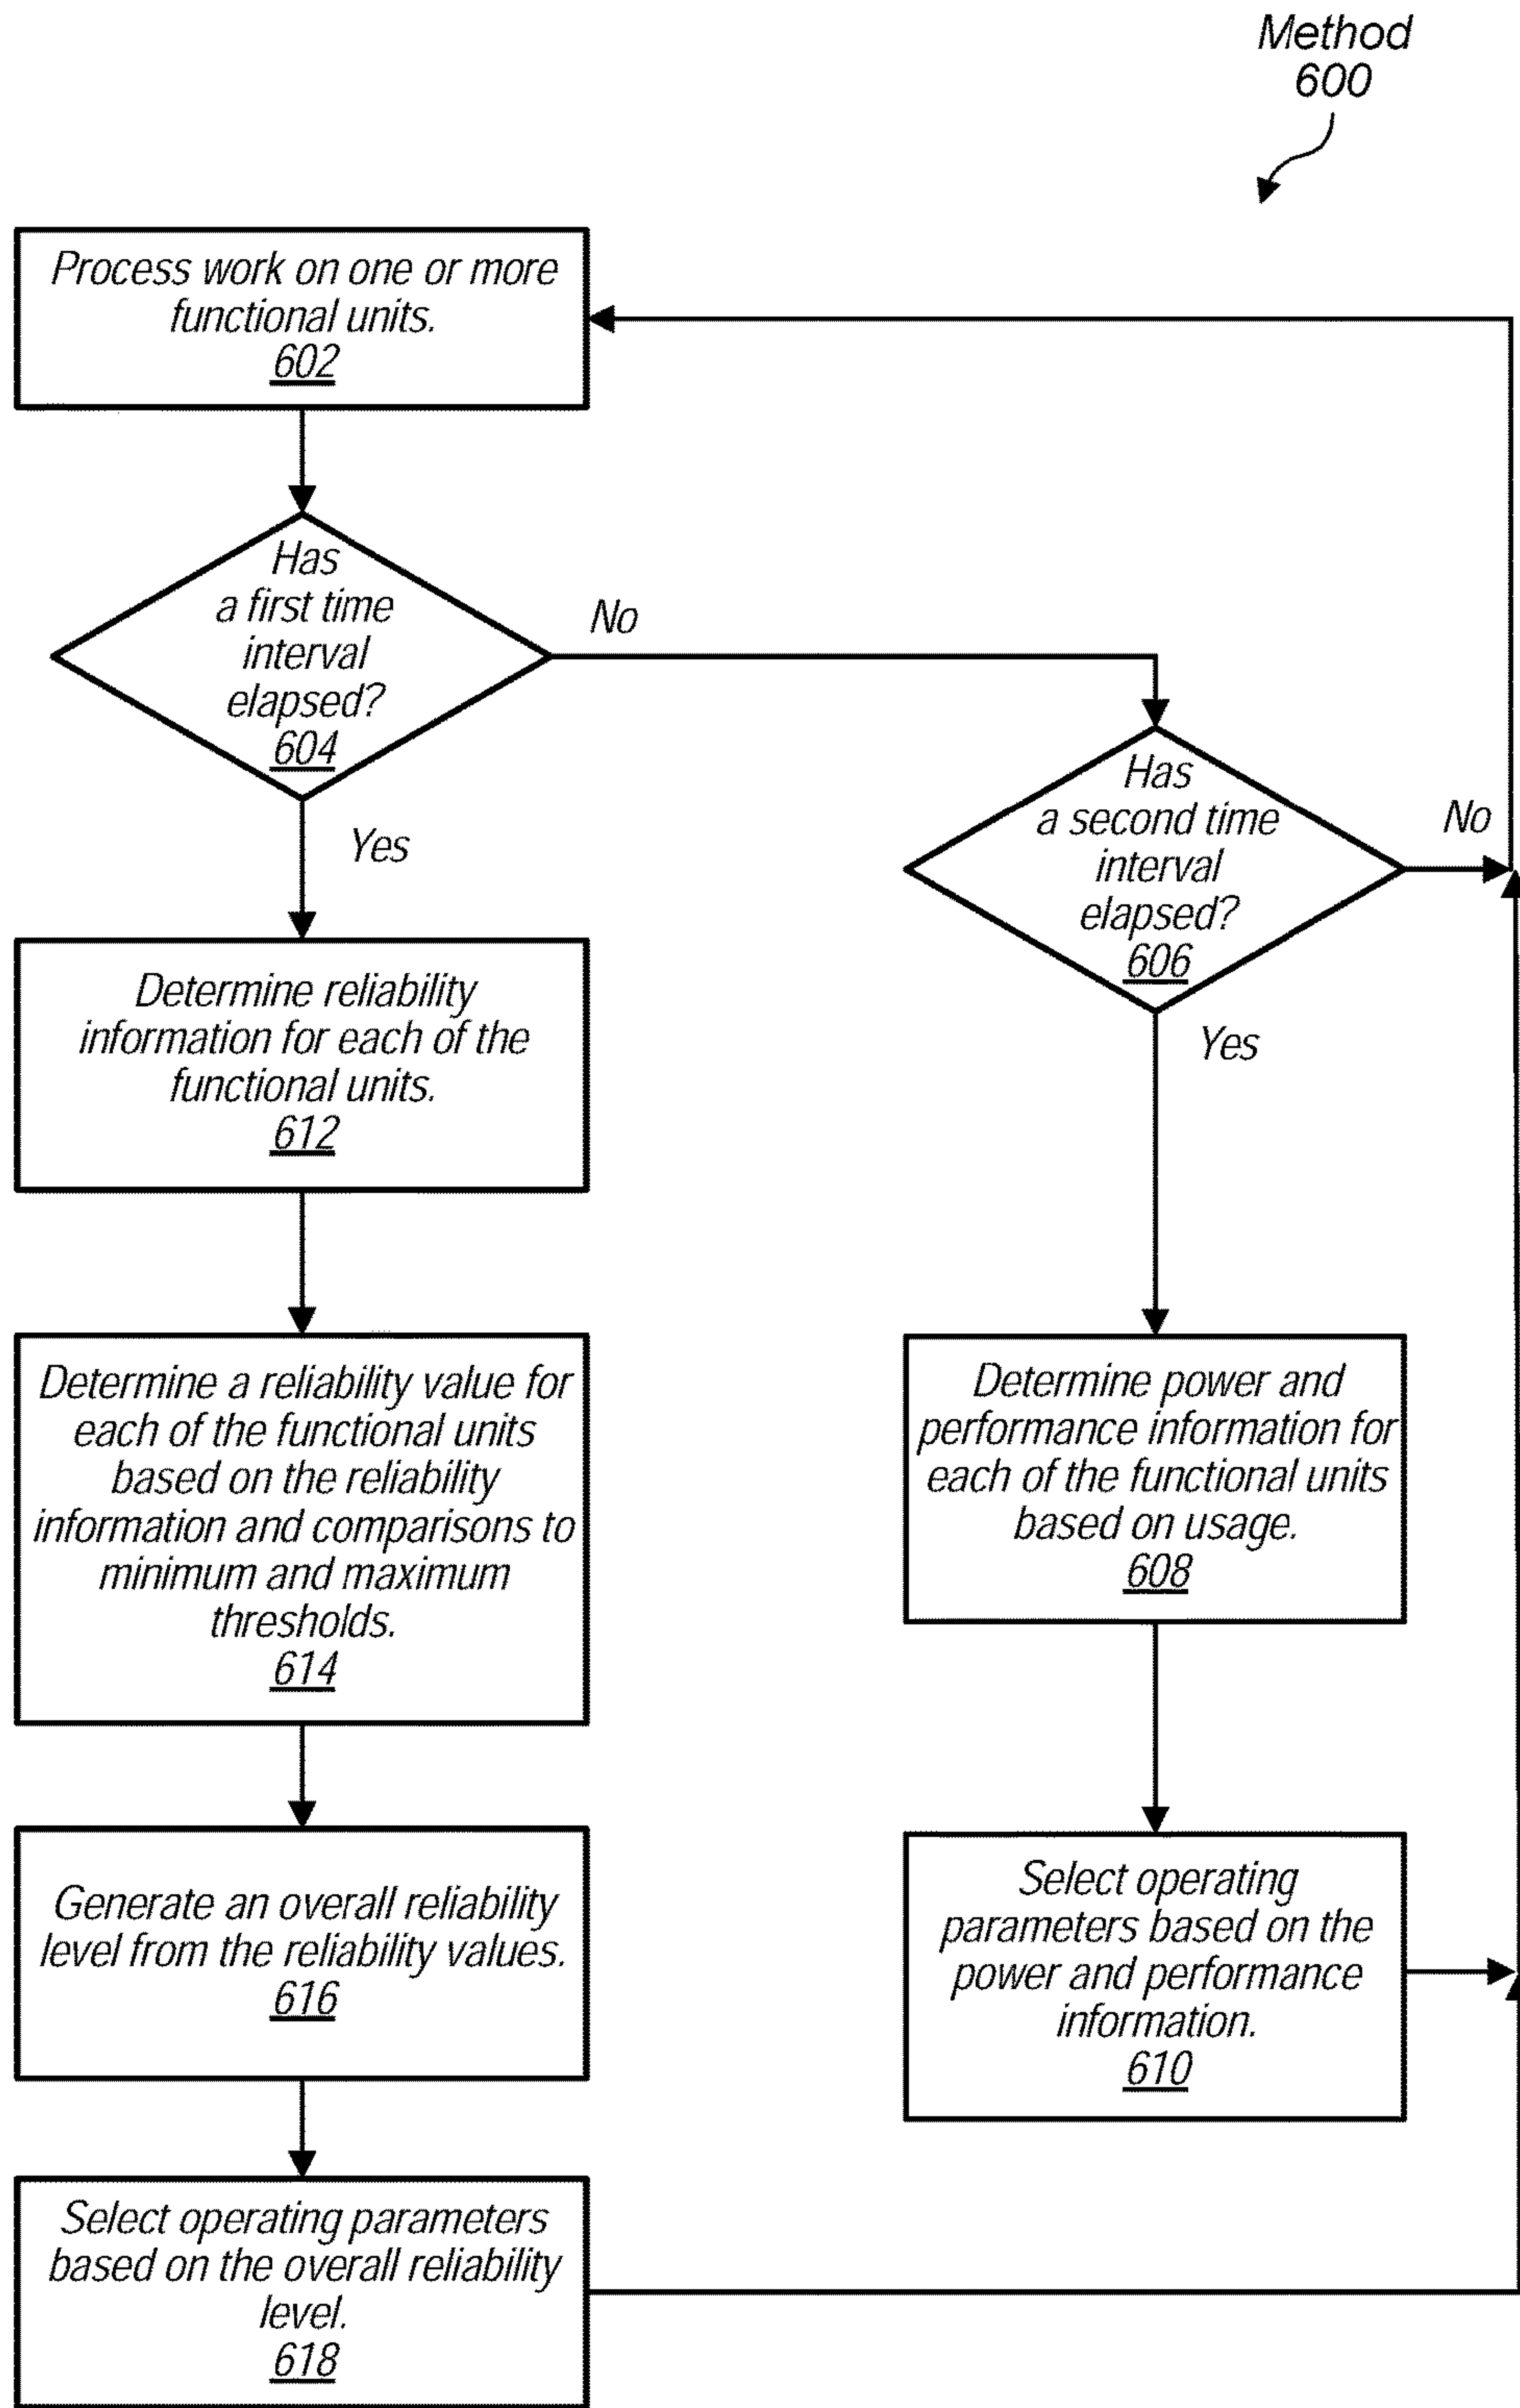 Method
600
Process work on one or more
functional units.
602
Has
a first time
interval
elapsed?
604
No
Yes
Has
a second time
interval
elapsed?
606
No
Yes
Determine reliability
information for each of the
functional units.
612
Determine a reliability value for
each of the functional units
based on the reliability
information and comparisons to
minimum and maximum
thresholds.
614
Determine power and
performance information for
each of the functional units
based on usage.
608
Generate an overall reliability
level from the reliability values.
616
Select operating
parameters based on the
power and performance
information.
610
Select operating parameters
based on the overall reliability
level.
618